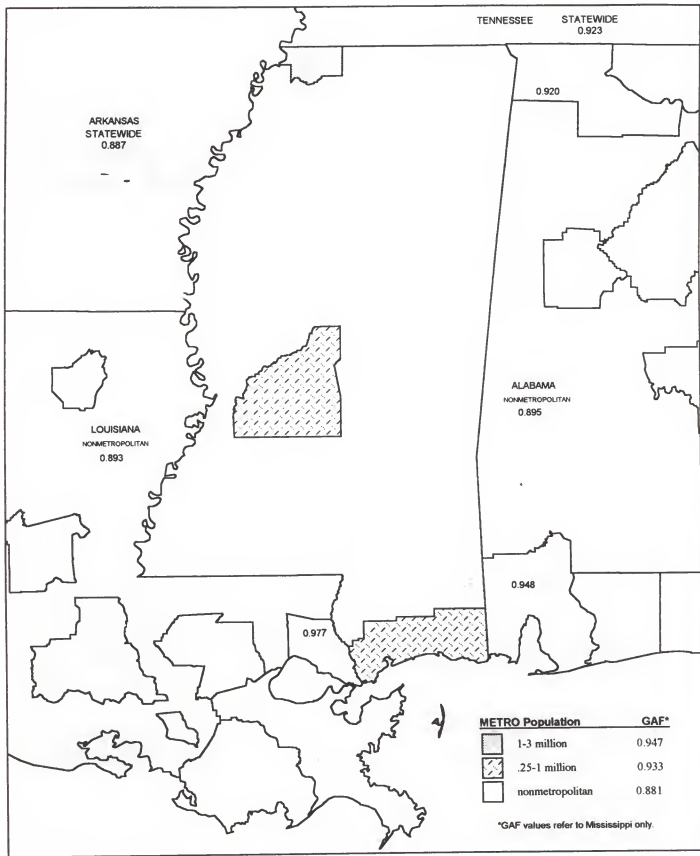 TENNESSEE STATEWIDE
0.923
0.920
ARKANSAS
STATEWIDE
0.887
ALABAMA
NONMETROPOLITAN
0.895
LOUISIANA
NONMETROPOLITAN
0.893
0.948
0.977
METRO Population GAF*
1-3 million 0.947
.25-1 million 0.933
nonmetropolitan 0.881
*GAF values refer to Mississippi only.